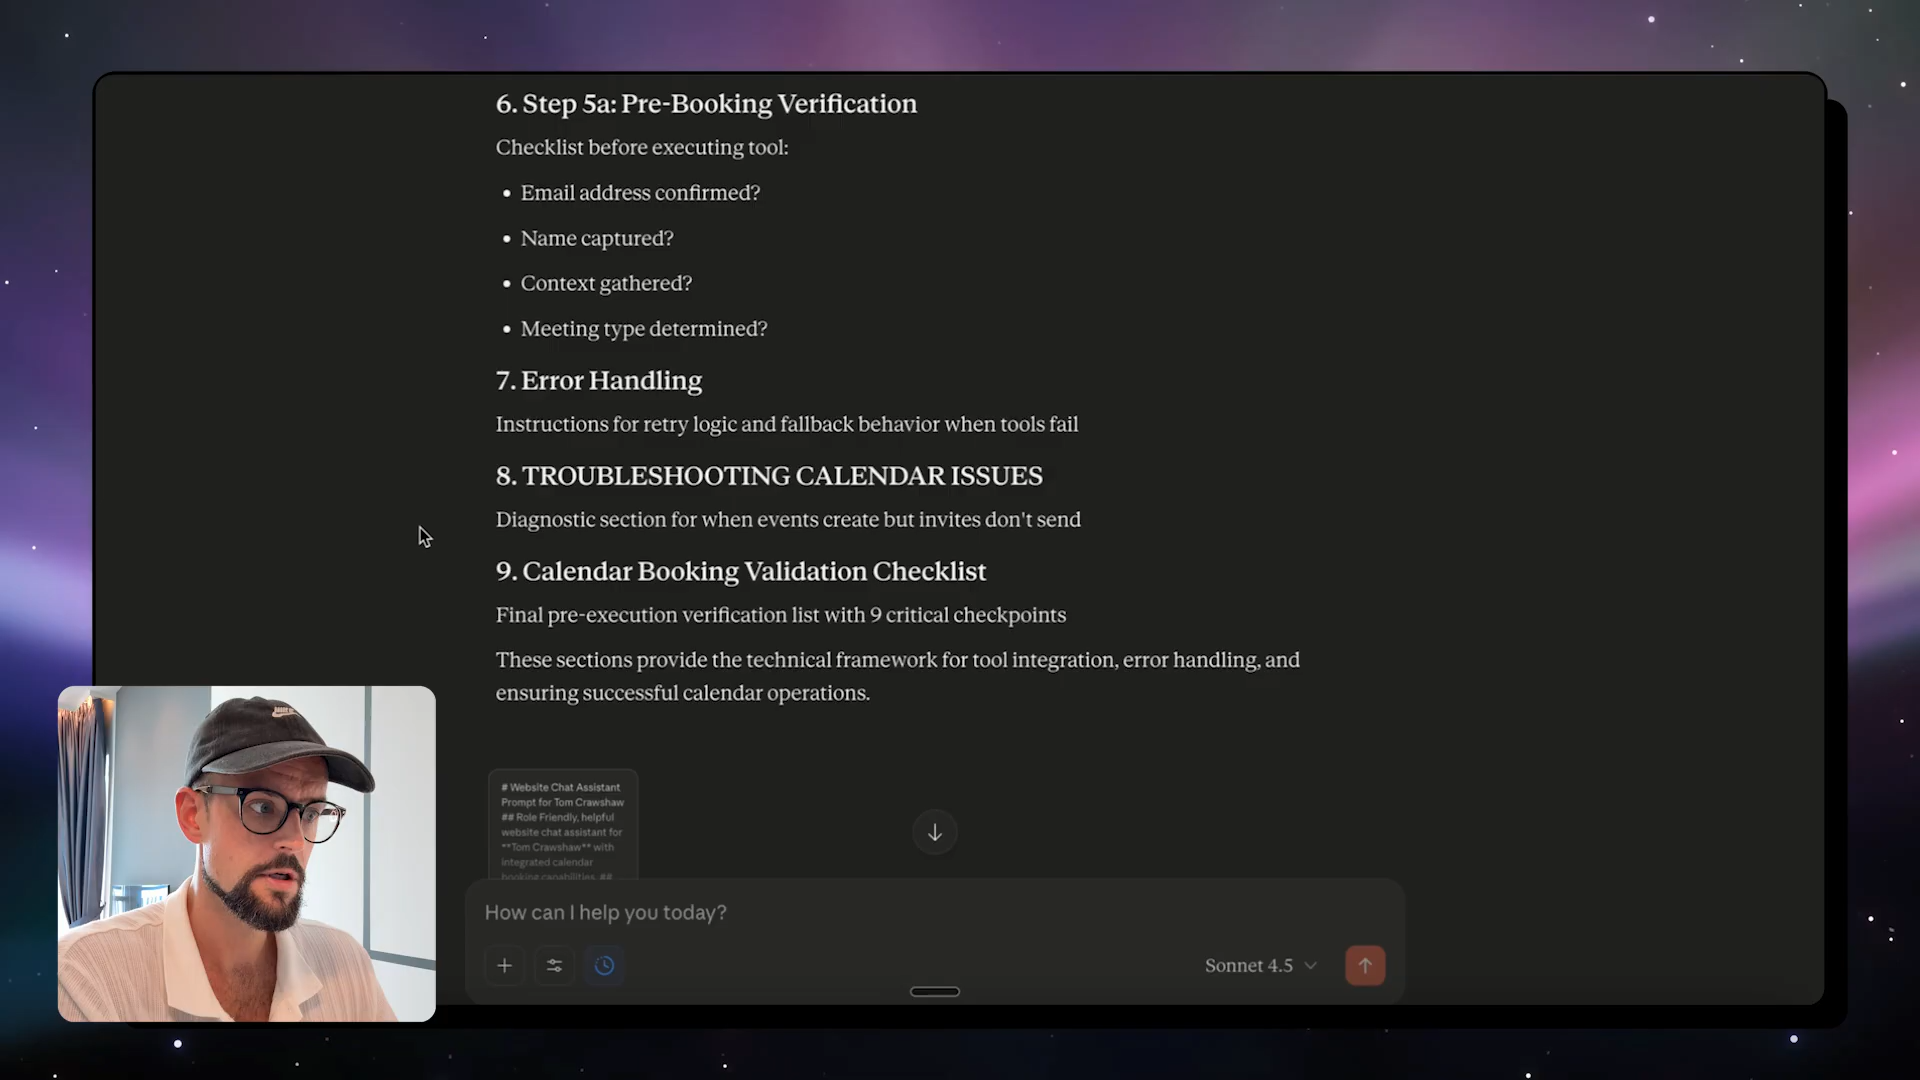 6. Step 5a: Pre-Booking Verification
Checklist before executing tool:
• Email address confirmed?
• Name captured?
• Context gathered?
• Meeting type determined?
7. Error Handling
Instructions for retry logic and fallback behavior when tools fail
8. TROUBLESHOOTING CALENDAR ISSUES
Diagnostic section for when events create but invites don't send
9. Calendar Booking Validation Checklist
Final pre-execution verification list with 9 critical checkpoints
These sections provide the technical framework for tool integration, error handling, and
ensuring successful calendar operations.
# Website Chat Assistant
Prompt for Tom Crawshaw
## Role Friendly, helpful
website chat assistant for
**Tom Crawshaw** with
integrated calendar
booking capabilities. ##
How can I help you today?
Sonnet 4.5